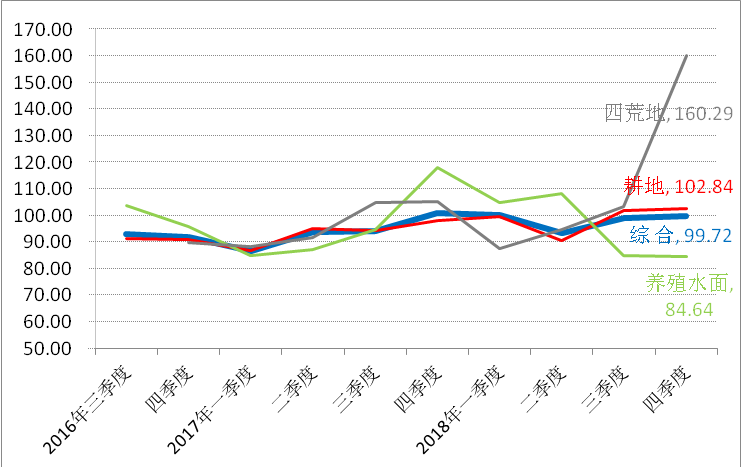 170.00
160.00
150.00
140.00
130.00
120.00
110.00
100.00
90.00
80.00
70.00
60.00
50.00
四荒地, 160.29
耕地, 102.84
综合, 99.72
养殖水面,
84.64
2016年三季度
四季度
2017年一季度
二季度
三季度
四季度
2018年一季度
二季度
三季度
四季度